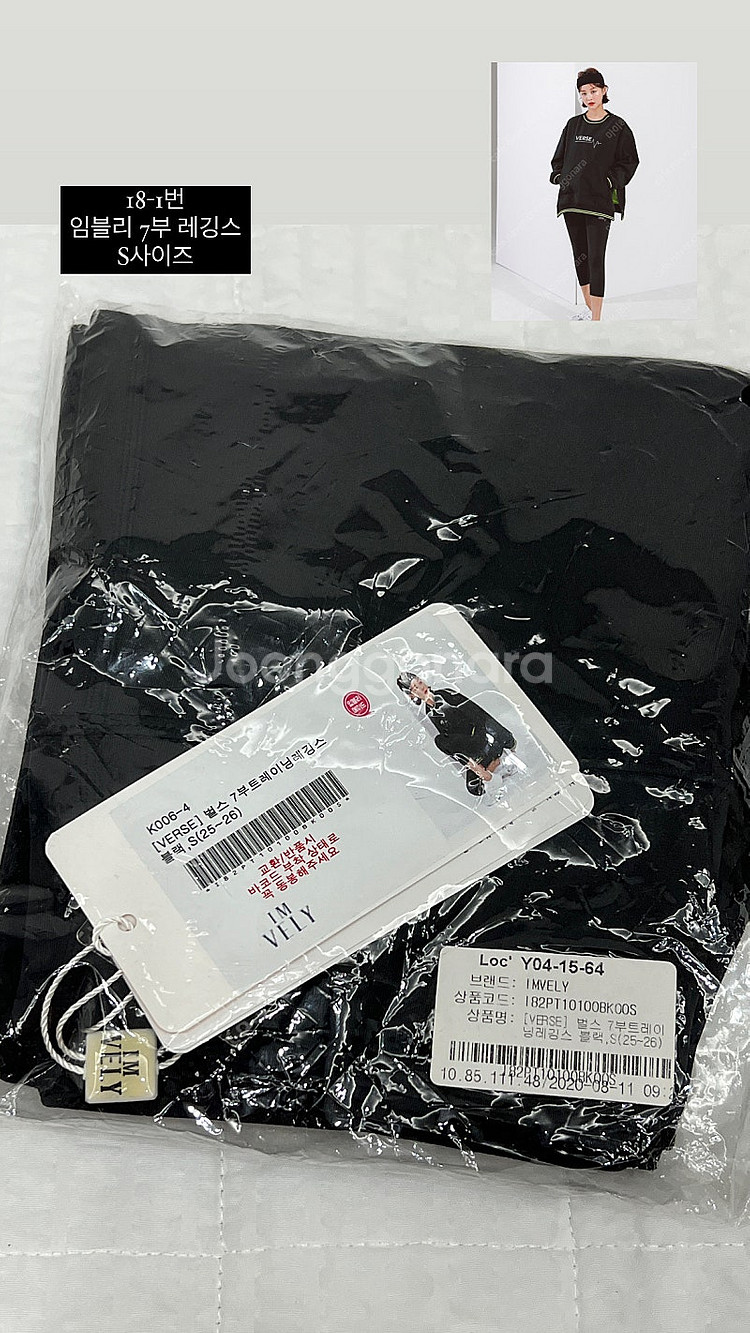 18-1번
임블리 7부 레깅스
S사이즈
VERSE
Joonggonara
K006-4
[VERSE] 벌스 7부트레이닝레깅스
블랙,S(25-26)
I82PT10100BK00S
교환/반품시
바코드 부착 상태로
꼭 동봉해주세요
IM
VELY
IM
VELY
Loc' Y04-15-64
브랜드: IMVELY
상품코드: I82PT10100BK00S
상품명: [VERSE] 벌스 7부트레이
닝레깅스 블랙,S(25-26)
I82PT10100BK00S
10.85.111.48/2020-08-11 09: